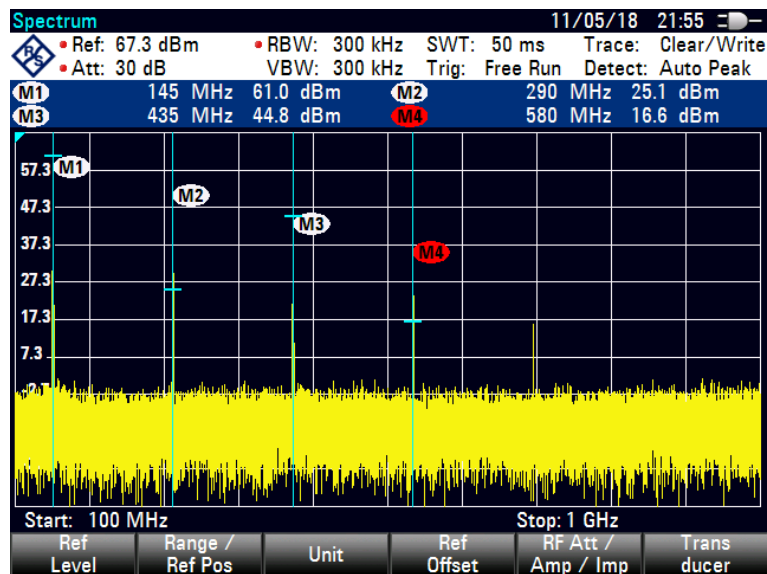 Spectrum 11/05/18 21:55
R&S Ref: 67.3 dBm RBW: 300 kHz SWT: 50 ms Trace: Clear/Write
Att: 30 dB VBW: 300 kHz Trig: Free Run Detect: Auto Peak
M1 145 MHz 61.0 dBm M2 290 MHz 25.1 dBm
M3 435 MHz 44.8 dBm M4 580 MHz 16.6 dBm
57.3 M1
M2
47.3
M3
37.3
M4
27.3
17.3
7.3
-2.7
Start: 100 MHz Stop: 1 GHz
Ref Level Range / Ref Pos Unit Ref Offset RF Att / Amp / Imp Trans ducer